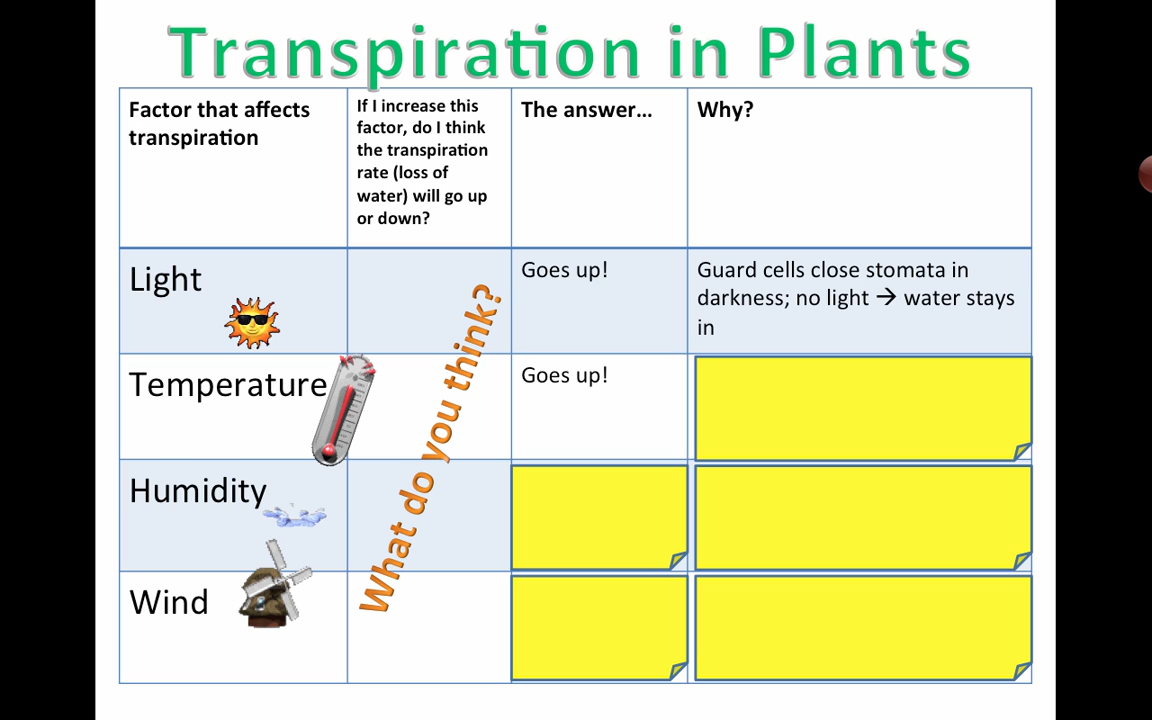 Transpiration in Plants
Factor that affects
transpiration
If I increase this
factor, do I think
the transpiration
rate (loss of
water) will go up
or down?
The answer...
Why?
Light
Goes up!
Guard cells close stomata in
darkness; no light → water stays
in
Temperature
Goes up!
Humidity
Wind
What do you think?